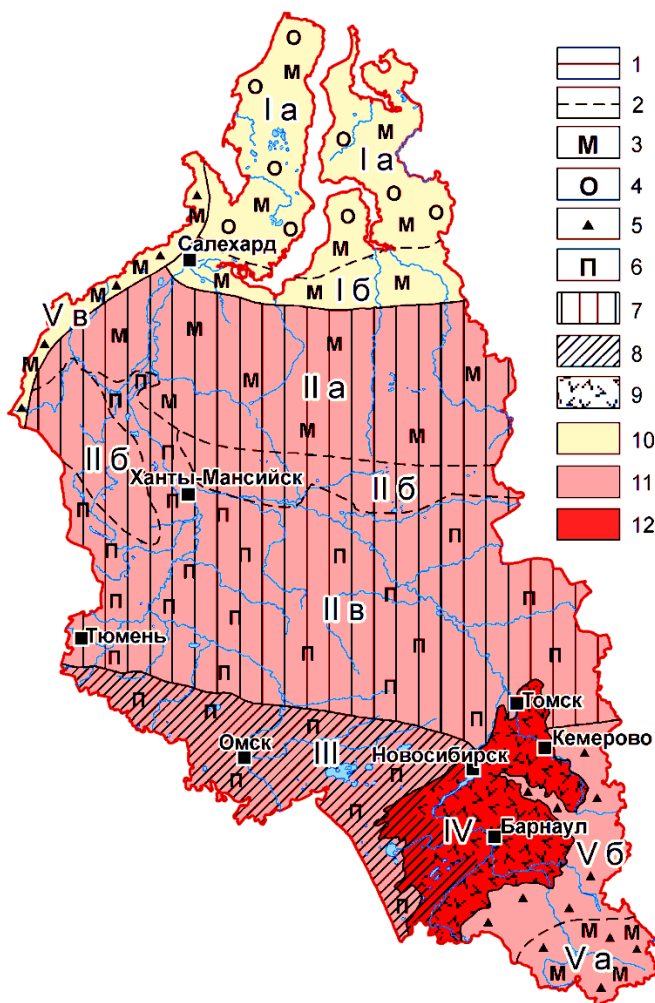 О
М
1
I а
О
2
М
М
3
I а
О
О
4
О
М
О
5
М
О
О
О
М
П
6
Салехард
М
М
I б
М
7
V в
М
М
М
М
8
М
М
II а
М
9
П
М
П
М
М
10
II б
П
II б
11
Ханты-Мансийск
П
П
П
П
12
П
П
П
П
П
II в
П
П
Тюмень
П
П
П
П
П
П
П
Томск
Омск
III
Новосибирск
Кемерово
П
П
П
IV
Барнаул
V б
П
М
М
V а
М
М